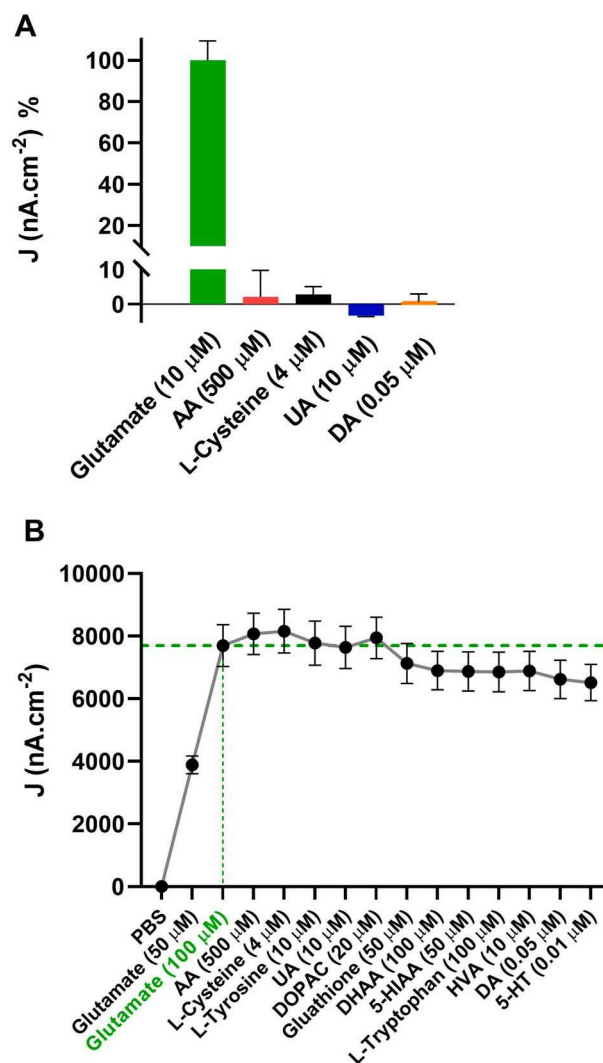 A
J (nA.cm⁻²) %
100
80
60
40
20
10
0
Glutamate (10 μM)
AA (500 μM)
L-Cysteine (4 μM)
UA (10 μM)
DA (0.05 μM)
B
J (nA.cm⁻²)
10000
8000
6000
4000
2000
0
PBS
Glutamate (50 μM)
Glutamate (100 μM)
AA (500 μM)
L-Cysteine (4 μM)
L-Tyrosine (10 μM)
UA (10 μM)
DOPAC (20 μM)
Gluathione (50 μM)
DHAA (100 μM)
5-HIAA (50 μM)
L-Tryptophan (100 μM)
HVA (10 μM)
DA (0.05 μM)
5-HT (0.01 μM)